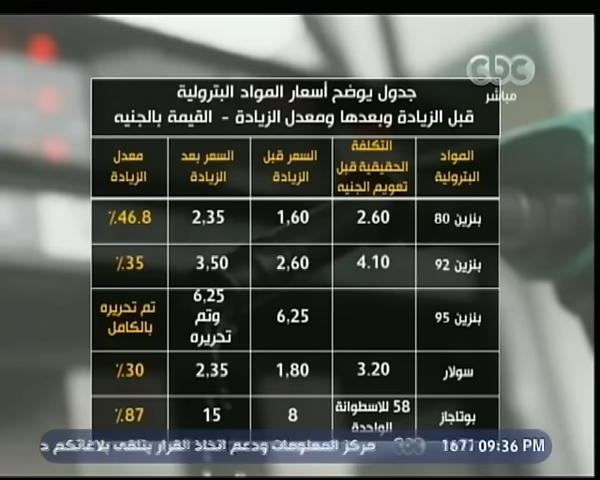 cbc
مباشر
جدول يوضح أسعار المواد البترولية
قبل الزيادة وبعدها ومعدل الزيادة - القيمة بالجنيه
المواد البترولية	التكلفة الحقيقية قبل تعويم الجنيه	السعر قبل الزيادة	السعر بعد الزيادة	معدل الزيادة
بنزين 80	2.60	1,60	2,35	46.8٪
بنزين 92	4.10	2,60	3,50	35٪
بنزين 95	6,25	6,25 وتم تحريره	تم تحريره بالكامل
سولار	3.20	1,80	2,35	30٪
بوتاجاز	58 للاسطوانة الواحدة	8	15	87٪
مركز المعلومات ودعم اتخاذ القرار يتلقى بلاغاتكم
cbc
09:36 PM